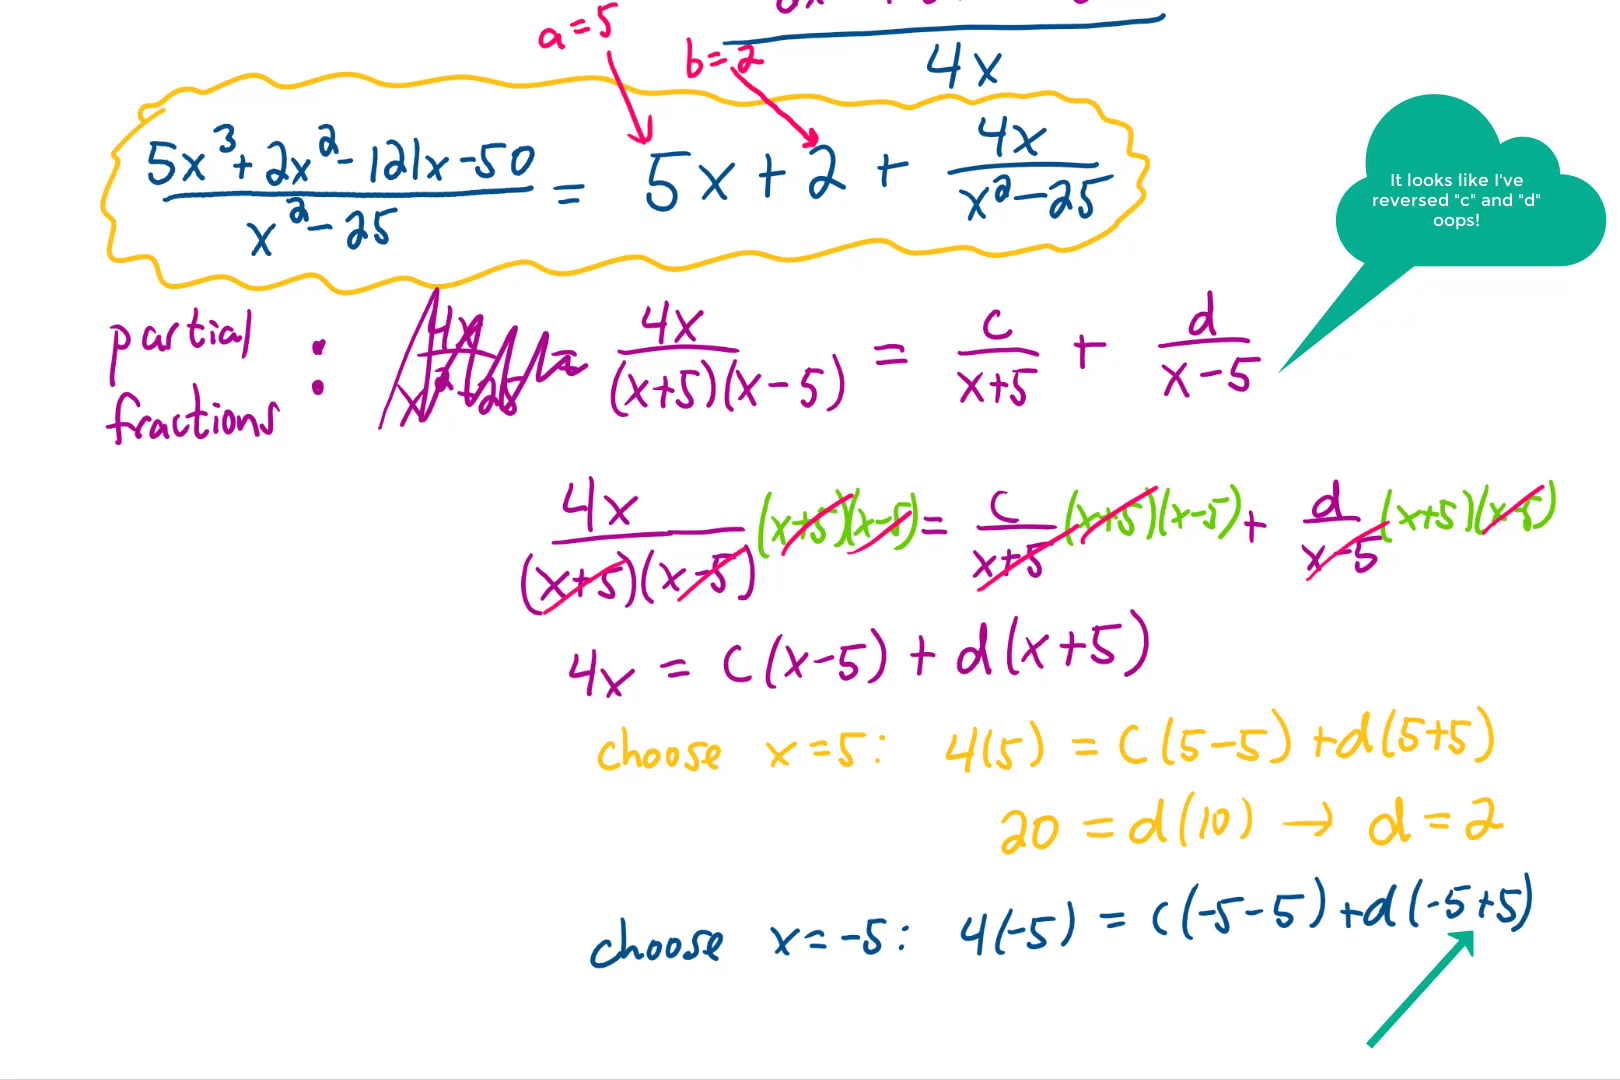 a=5
b=2
4x
5x³+2x²-121x-50 / x²-25 = 5x+2 + 4x / x²-25
It looks like I've
reversed "c" and "d"
oops!
partial fractions : 4x / (x+5)(x-5) = c / x+5 + d / x-5
4x / (x+5)(x-5) (x+5)(x-5) = c / x+5 (x+5)(x-5) + d / x-5 (x+5)(x-5)
4x = c(x-5) + d(x+5)
choose x=5: 4(5) = c(5-5) +d(5+5)
20 = d(10) → d=2
choose x=-5: 4(-5) = c(-5-5)+d(-5+5)